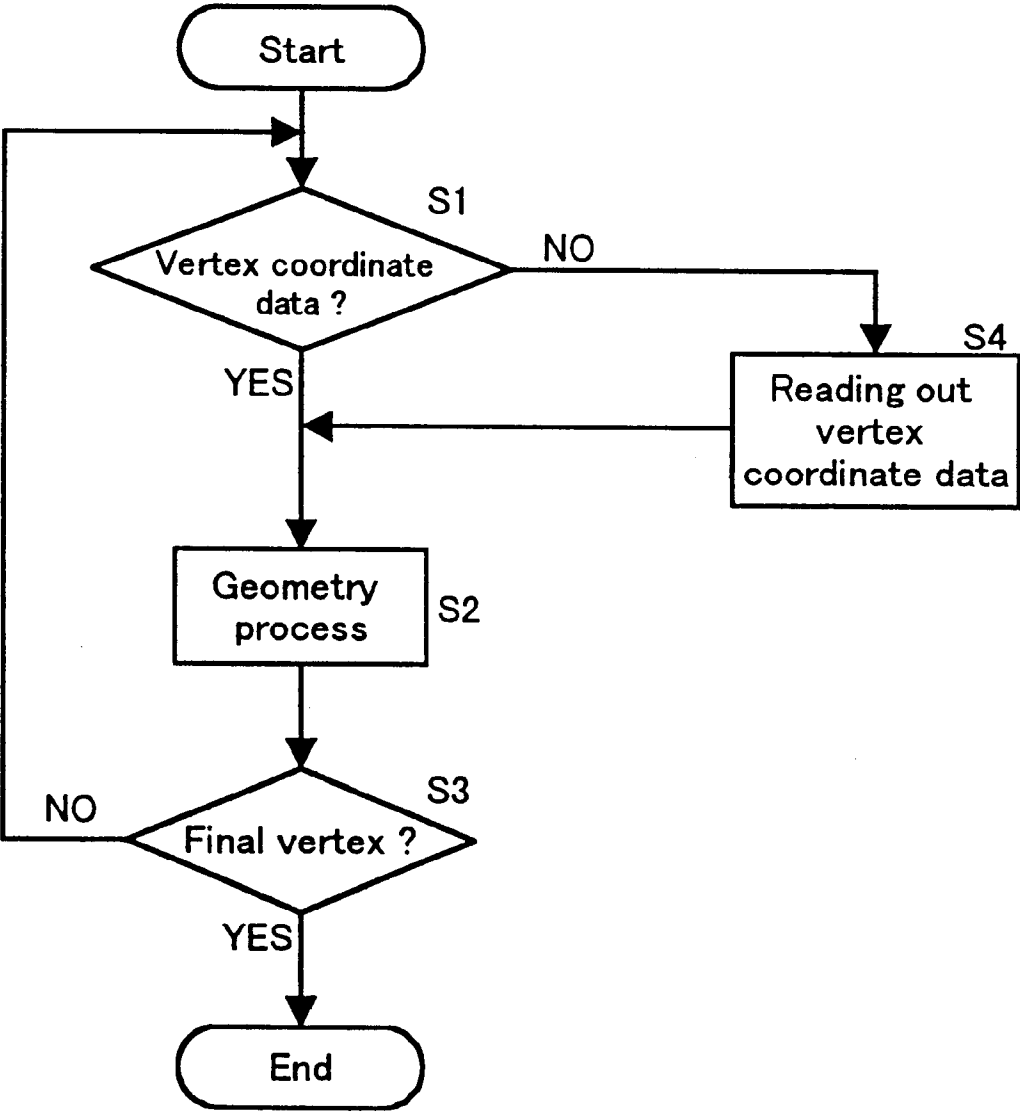 Start
S1
Vertex coordinate
data ?
NO
YES
S4
Reading out
vertex
coordinate data
Geometry
process
S2
S3
Final vertex ?
NO
YES
End